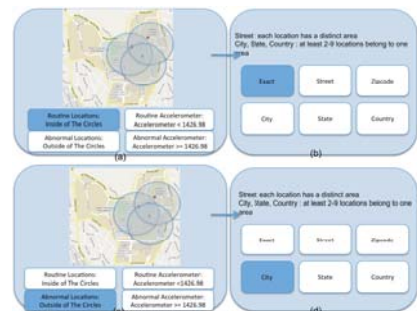 Routine Locations:
Inside of The Circles
Routine Accelerometer:
Accelerometer < 1426.98
Abnormal Locations:
Outside of The Circles
Abnormal Accelerometer:
Accelerometer >= 1426.98
(a)
Street: each location has a distinct area
City, State, Country : at least 2-9 locations belong to one
area
Exact
Street
Zipcode
City
State
Country
(b)
Routine Locations:
Inside of The Circles
Routine Accelerometer:
Accelerometer <1426.98
Abnormal Locations:
Outside of The Circles
Abnormal Accelerometer:
Accelerometer >= 1426.98
Street: each location has a distinct area
City, State, Country : at least 2-9 locations belong to one
area
Exact
Street
Zipcode
City
State
Country
(d)